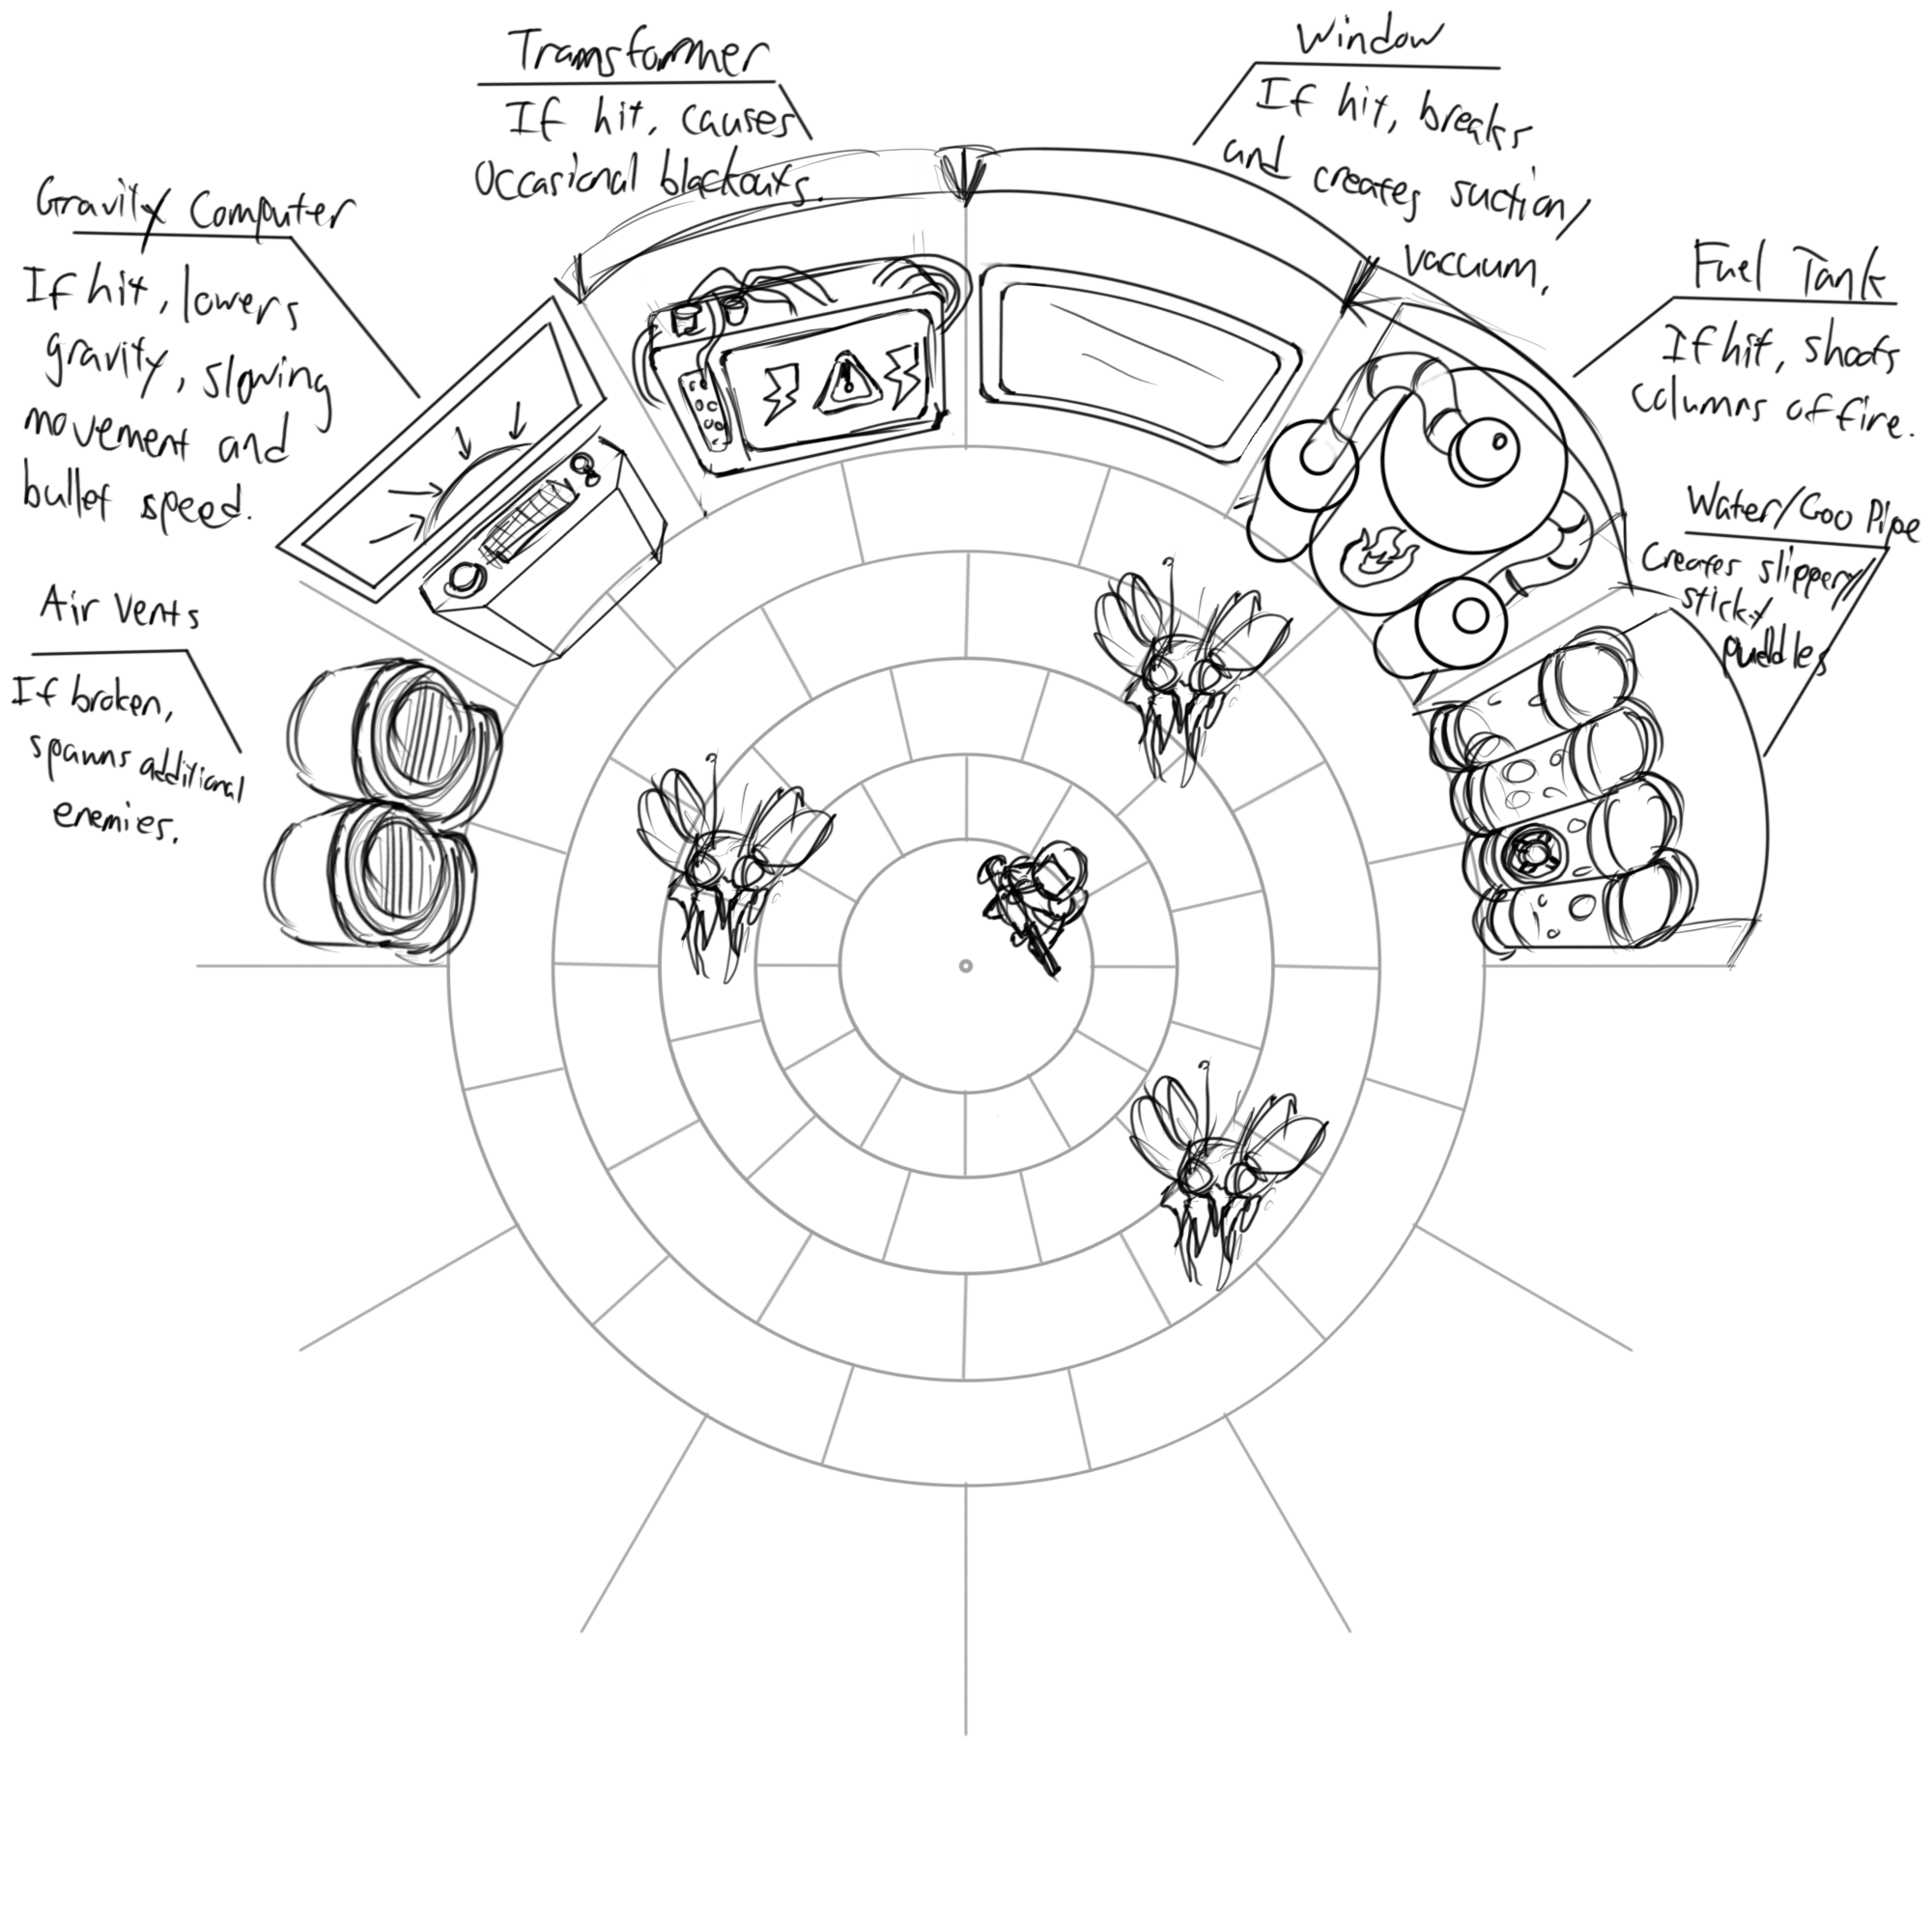 Transformer
If hit, causes
Occasional blackouts.
Window
If hit, breaks
and creates suction/
vacuum.
Gravity Computer
If hit, lowers
gravity, slowing
movement and
bullet speed.
Fuel Tank
If hit, shoots
columns of fire.
Water/Goo Pipe
Creates slippery/
sticky
puddles
Air Vents
If broken,
spawns additional
enemies.